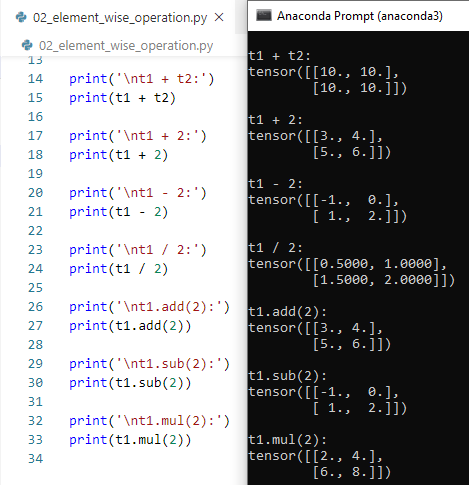 02_element_wise_operation.py
02_element_wise_operation.py
13
14 print('\nt1 + t2:')
15 print(t1 + t2)
16
17 print('\nt1 + 2:')
18 print(t1 + 2)
19
20 print('\nt1 - 2:')
21 print(t1 - 2)
22
23 print('\nt1 / 2:')
24 print(t1 / 2)
25
26 print('\nt1.add(2):')
27 print(t1.add(2))
28
29 print('\nt1.sub(2):')
30 print(t1.sub(2))
31
32 print('\nt1.mul(2):')
33 print(t1.mul(2))
34
Anaconda Prompt (anaconda3)
t1 + t2:
tensor([[10., 10.],
        [10., 10.]])
t1 + 2:
tensor([[3., 4.],
        [5., 6.]])
t1 - 2:
tensor([[-1.,  0.],
        [ 1.,  2.]])
t1 / 2:
tensor([[0.5000, 1.0000],
        [1.5000, 2.0000]])
t1.add(2):
tensor([[3., 4.],
        [5., 6.]])
t1.sub(2):
tensor([[-1.,  0.],
        [ 1.,  2.]])
t1.mul(2):
tensor([[2., 4.],
        [6., 8.]])